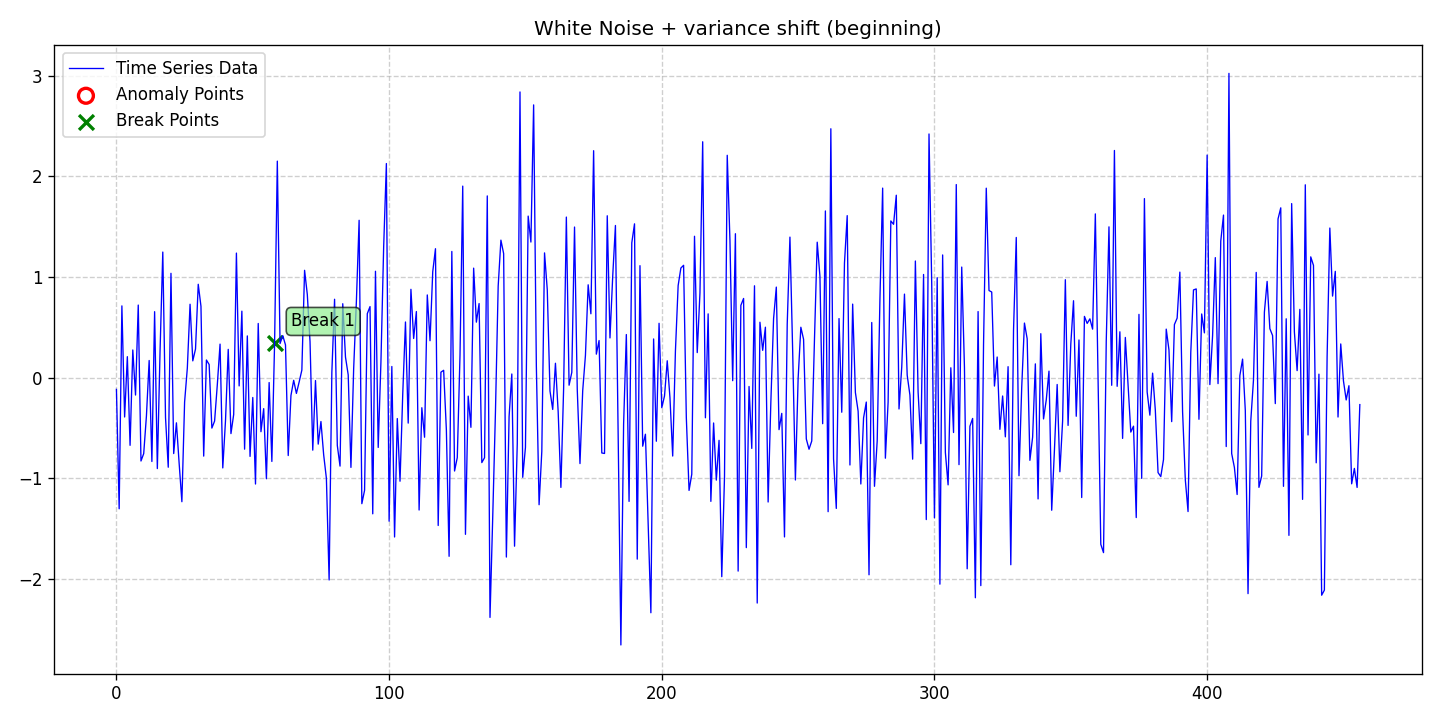 White Noise + variance shift (beginning)
Time Series Data
Anomaly Points
Break Points
Break 1
3
2
1
0
−1
−2
0
100
200
300
400